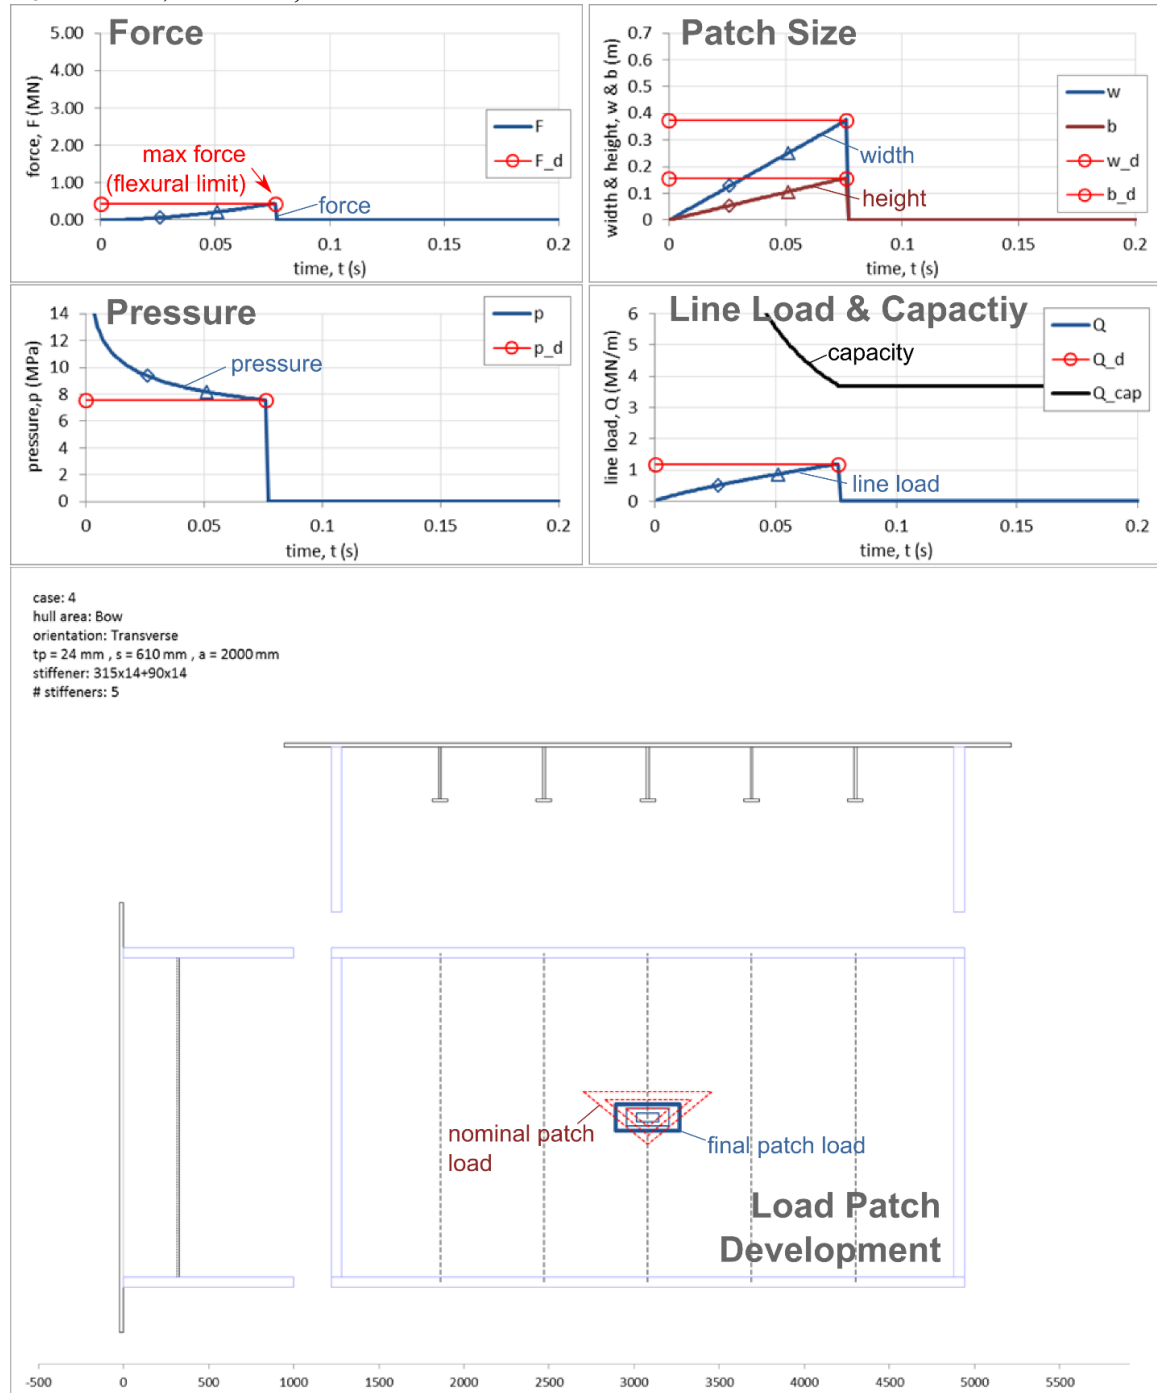 Force
5.00
4.00
3.00
2.00
1.00
0.00
force, F (MN)
max force
(flexural limit)
force
F
F_d
0 0.05 0.1 0.15 0.2
time, t (s)
Patch Size
0.7
0.6
0.5
0.4
0.3
0.2
0.1
0
width & height, w & b (m)
width
height
w
b
w_d
b_d
0 0.05 0.1 0.15 0.2
time, t (s)
Pressure
14
12
10
8
6
4
2
0
pressure,p (MPa)
pressure
p
p_d
0 0.05 0.1 0.15 0.2
time, t (s)
Line Load & Capactiy
6
5
4
3
2
1
0
line load, Q (MN/m)
capacity
line load
Q
Q_d
Q_cap
0 0.05 0.1 0.15 0.2
time, t (s)
case: 4
hull area: Bow
orientation: Transverse
tp = 24 mm , s = 610 mm , a = 2000 mm
stiffener: 315x14+90x14
# stiffeners: 5
nominal patch
load
final patch load
Load Patch
Development
-500 0 500 1000 1500 2000 2500 3000 3500 4000 4500 5000 5500